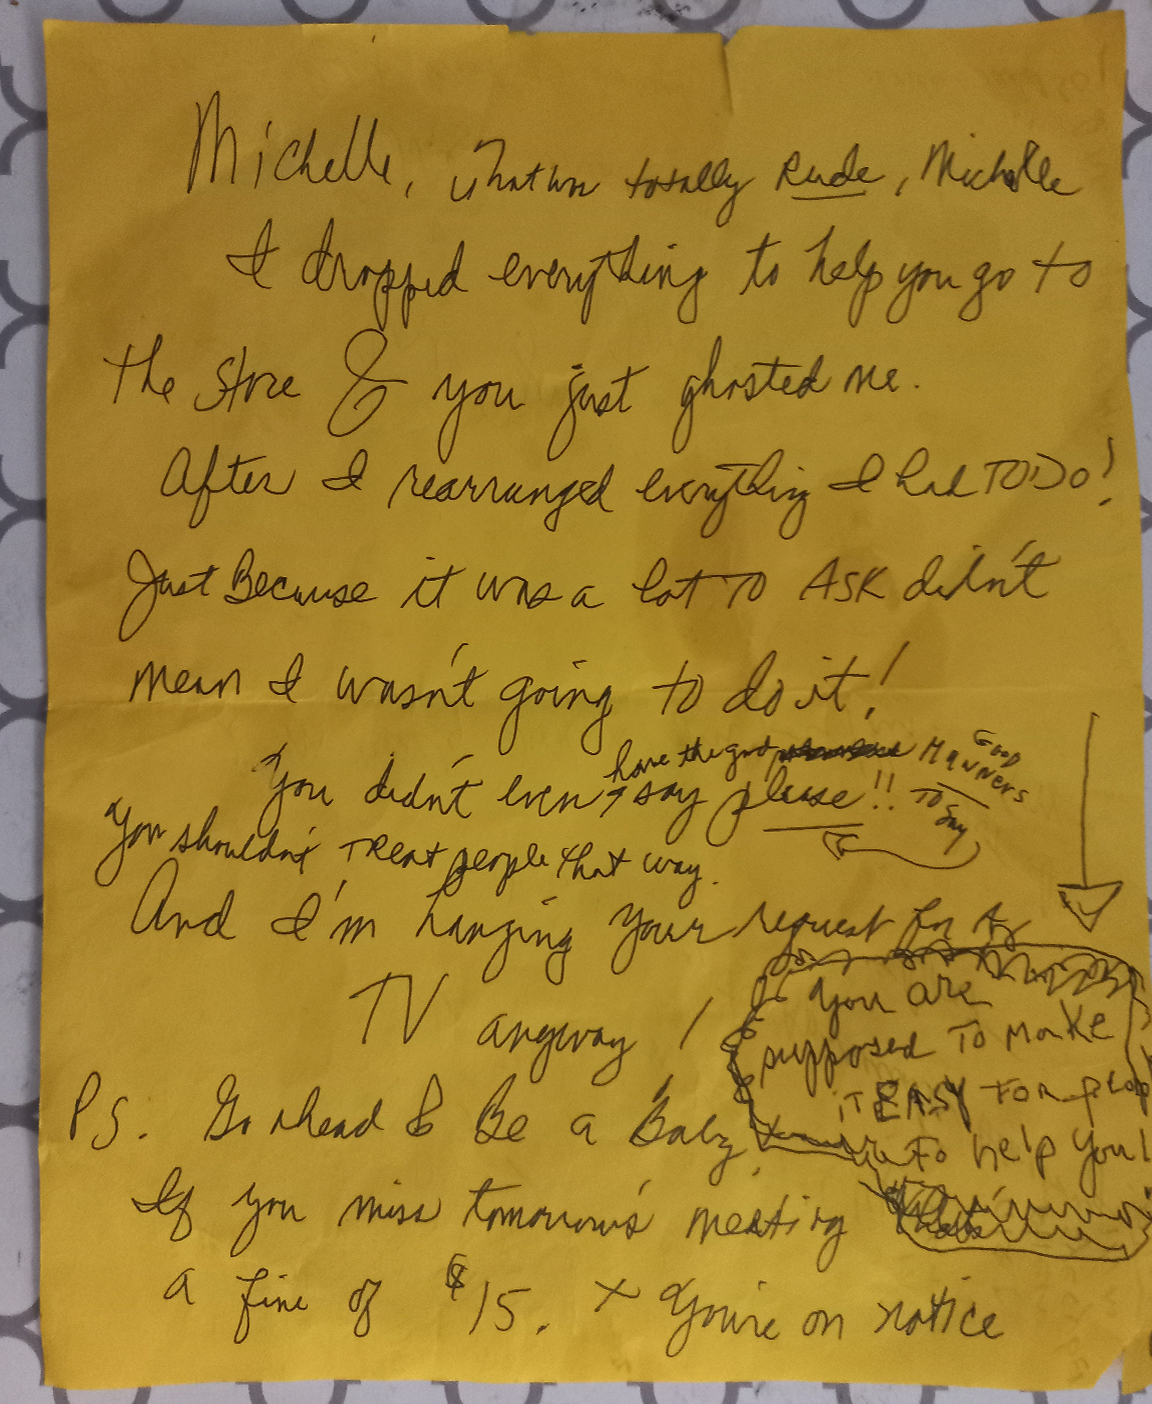 Michelle, That was totally Rude, Michelle
I dropped everything to help you go to
the store & you just ghosted me.
After I rearranged everything I had TO DO!
Just Because it was a lot TO ASK didn't
mean I wasn't going to do it!
have the good MANNERS GOOD
You didn't even say please!! TO Say
You shouldn't TReat people that way.
And I'm hanging your request for
TV anyway!
You are
supposed TO make
iT EASY FOR peop
To help you!
PS. Go ahead & Be a Baby.
If you miss tomorrow's meeting thats
a fine of $15. + You're on notice